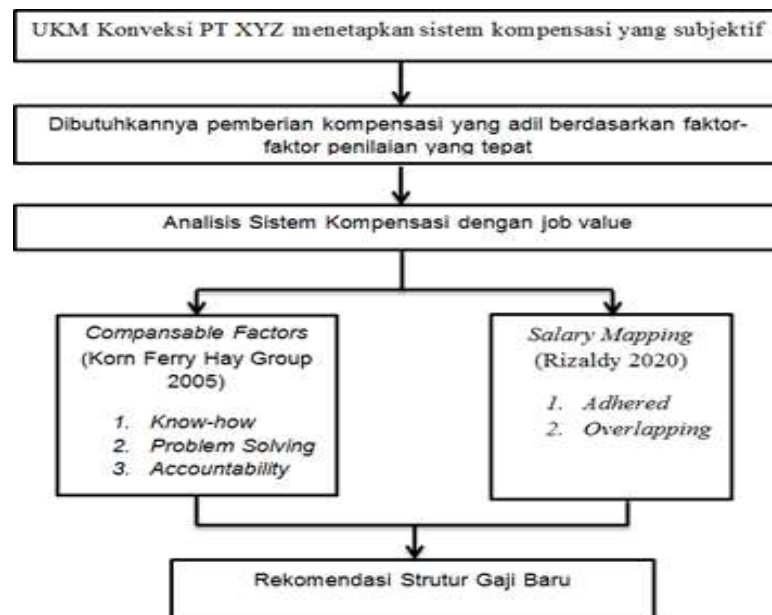 UKM Konveksi PT XYZ menetapkan sistem kompensasi yang subjektif
Dibutuhkannya pemberian kompensasi yang adil berdasarkan faktor-
faktor penilaian yang tepat
Analisis Sistem Kompensasi dengan job value
Compansable Factors
(Korn Ferry Hay Group
2005)
1. Know-how
2. Problem Solving
3. Accountability
Salary Mapping
(Rizaldy 2020)
1. Adhered
2. Overlapping
Rekomendasi Strutur Gaji Baru